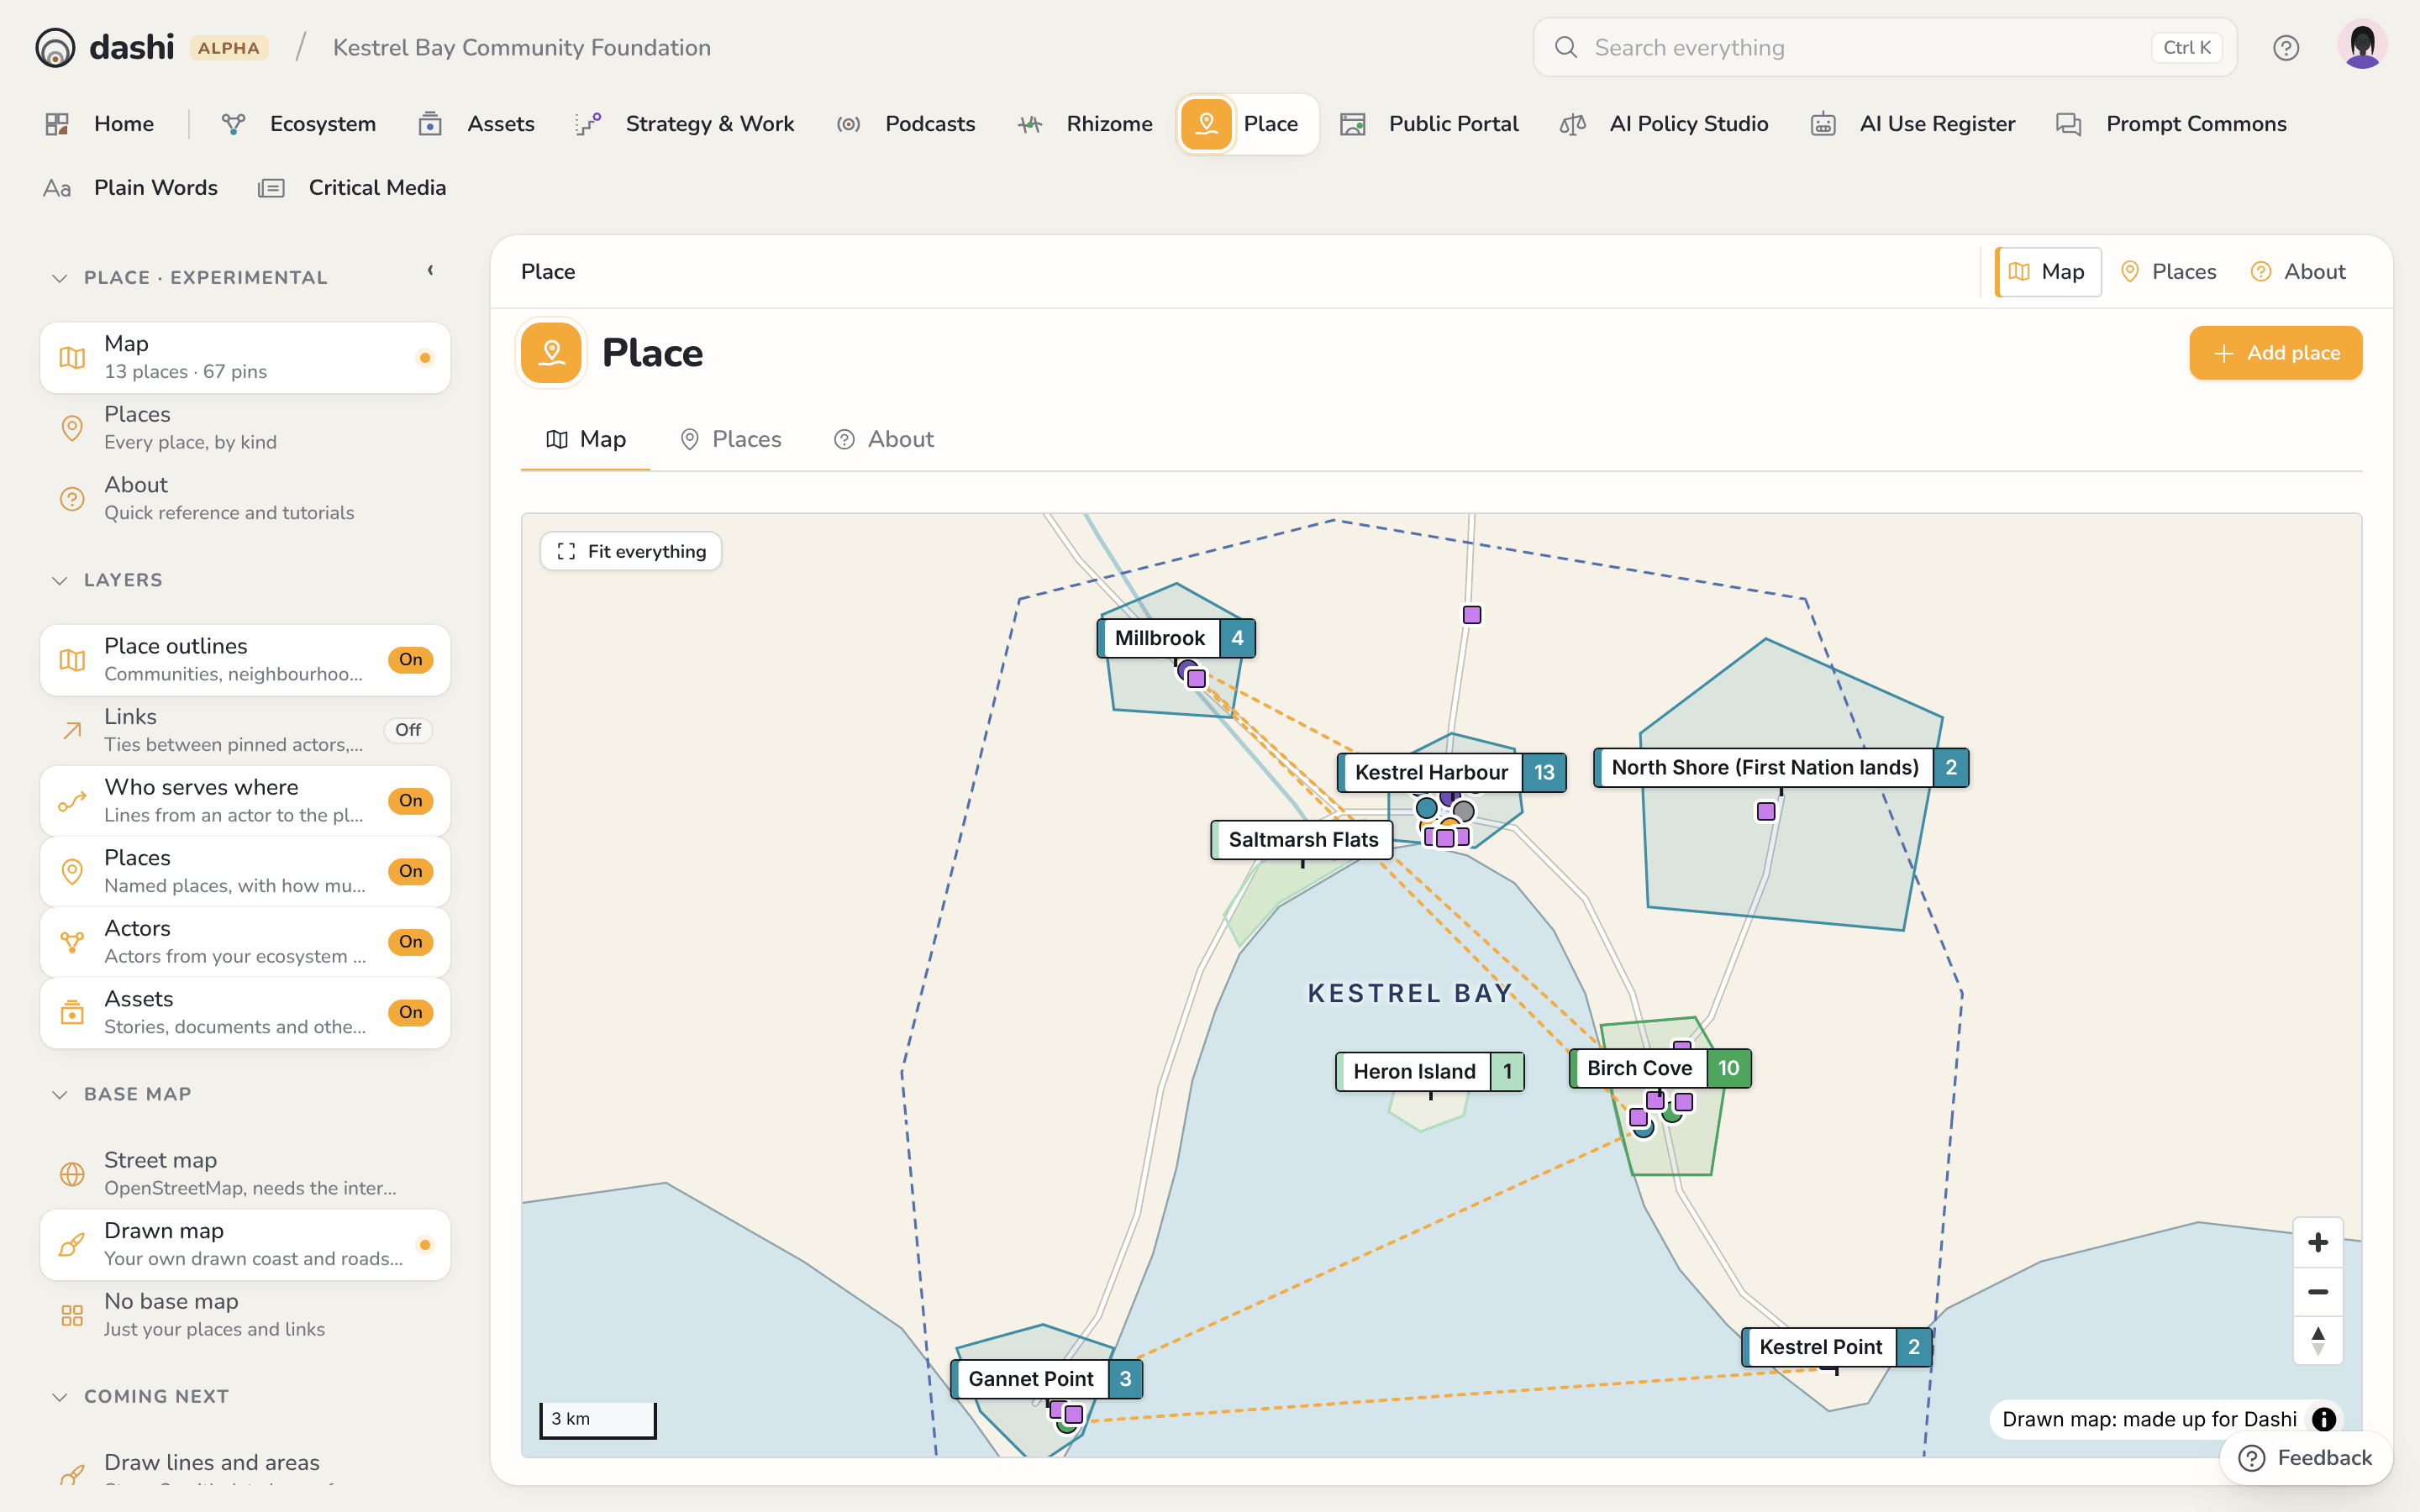 dashi ALPHA / Kestrel Bay Community Foundation
Search everything Ctrl K
Home Ecosystem Assets Strategy & Work Podcasts Rhizome Place Public Portal AI Policy Studio AI Use Register Prompt Commons
Plain Words Critical Media
PLACE · EXPERIMENTAL
Map
13 places · 67 pins
Places
Every place, by kind
About
Quick reference and tutorials
LAYERS
Place outlines
Communities, neighbourhoo...
On
Links
Ties between pinned actors,...
Off
Who serves where
Lines from an actor to the pl...
On
Places
Named places, with how mu...
On
Actors
Actors from your ecosystem ...
On
Assets
Stories, documents and othe...
On
BASE MAP
Street map
OpenStreetMap, needs the inter...
Drawn map
Your own drawn coast and roads...
No base map
Just your places and links
COMING NEXT
Draw lines and areas
Place
Map Places About
Place
Add place
Map Places About
Fit everything
Millbrook 4
Kestrel Harbour 13
North Shore (First Nation lands) 2
Saltmarsh Flats
KESTREL BAY
Heron Island 1
Birch Cove 10
Kestrel Point 2
Gannet Point 3
3 km
Drawn map: made up for Dashi
Feedback